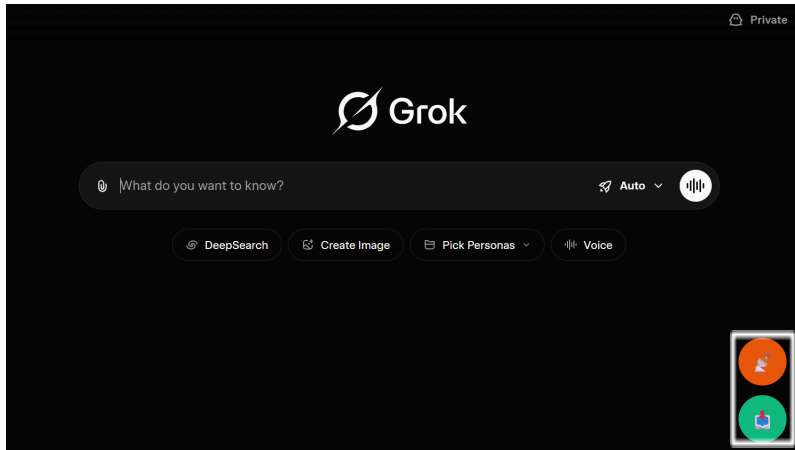 Private
Grok
What do you want to know?
Auto
DeepSearch
Create Image
Pick Personas
Voice